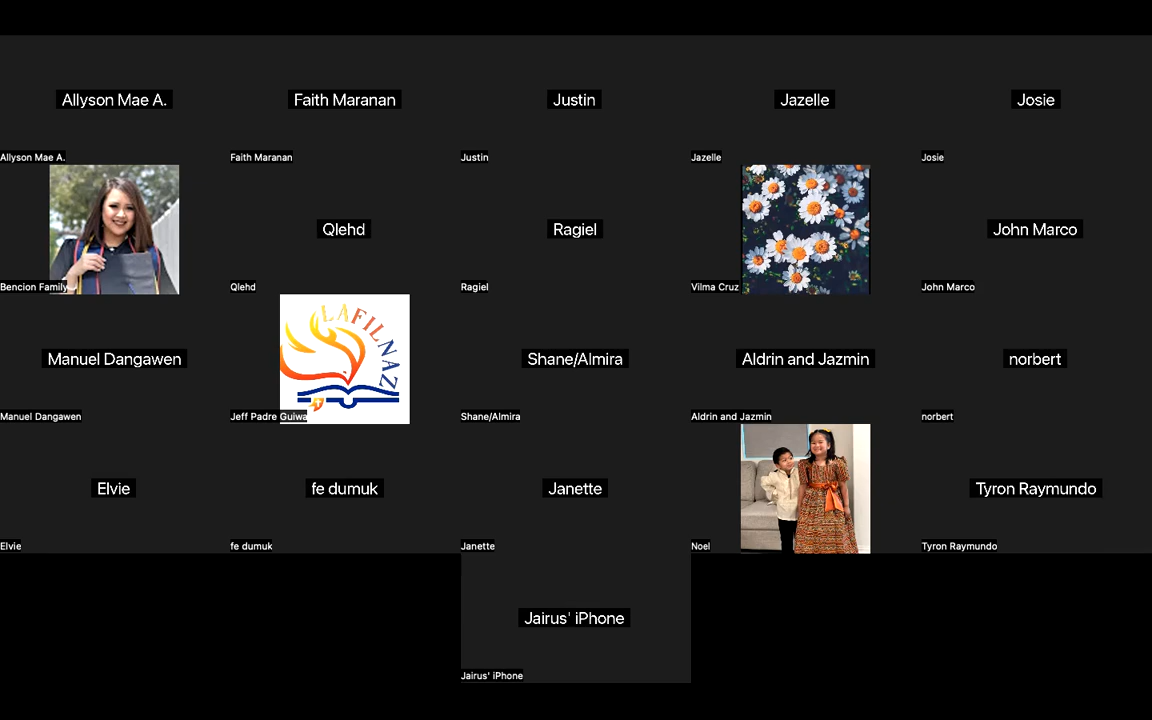 Allyson Mae A.
Faith Maranan
Justin
Jazelle
Josie
Allyson Mae A.
Faith Maranan
Justin
Jazelle
Josie
Qlehd
Ragiel
John Marco
Bencion Family
Qlehd
Ragiel
Vilma Cruz
John Marco
Manuel Dangawen
LAFILNAZ
Shane/Almira
Aldrin and Jazmin
norbert
Manuel Dangawen
Jeff Padre Guiwa
Shane/Almira
Aldrin and Jazmin
norbert
Elvie
fe dumuk
Janette
Tyron Raymundo
Elvie
fe dumuk
Janette
Noel
Tyron Raymundo
Jairus' iPhone
Jairus' iPhone